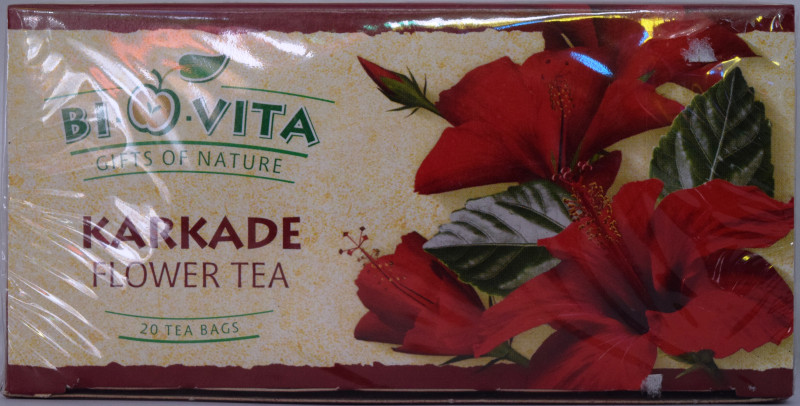 BI·O·VITA
GIFTS OF NATURE
KARKADE
FLOWER TEA
20 TEA BAGS